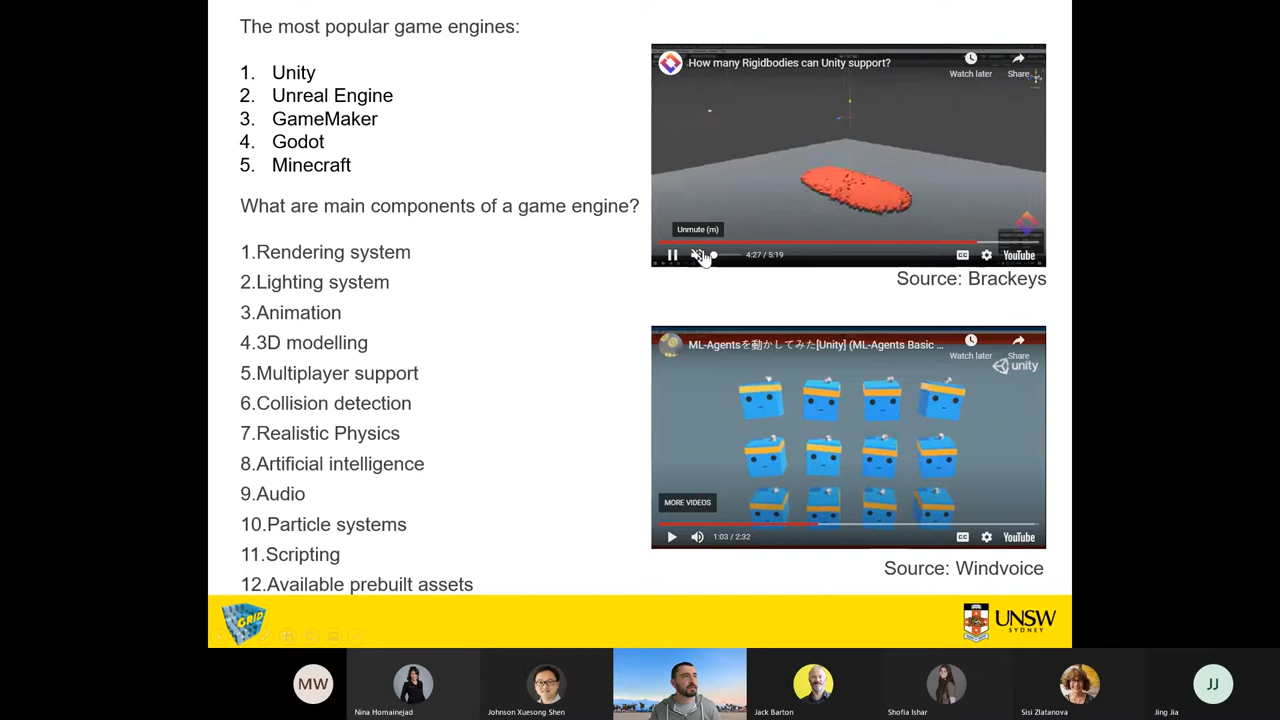 The most popular game engines:
1. Unity
2. Unreal Engine
3. GameMaker
4. Godot
5. Minecraft
What are main components of a game engine?
1.Rendering system
2.Lighting system
3.Animation
4.3D modelling
5.Multiplayer support
6.Collision detection
7.Realistic Physics
8.Artificial intelligence
9.Audio
10.Particle systems
11.Scripting
12.Available prebuilt assets
How many Rigidbodies can Unity support?
Watch later
Share
Unmute (m)
4:27 / 5:19
CC
YouTube
Source: Brackeys
ML-Agentsを動かしてみた[Unity] (ML-Agents Basic ...
Watch later
Share
unity
MORE VIDEOS
1:03 / 2:32
CC
YouTube
Source: Windvoice
GRID
UNSW
SYDNEY
MW
Nina Homainejad
Johnson Xuesong Shen
Jack Barton
Shofia Ishar
Sisi Zlatanova
JJ
Jing Jia